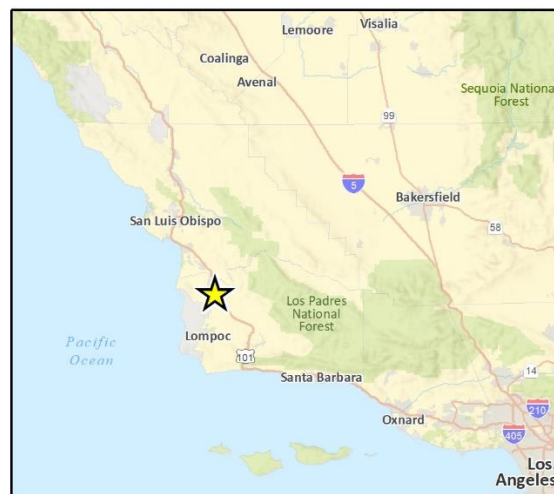 Lemoore
Visalia
Coalinga
Avenal
Sequoia National
Forest
99
5
Bakersfield
San Luis Obispo
58
Los Padres
National
Forest
Pacific
Ocean
Lompoc
101
Santa Barbara
14
Oxnard
210
405
Los
Angeles